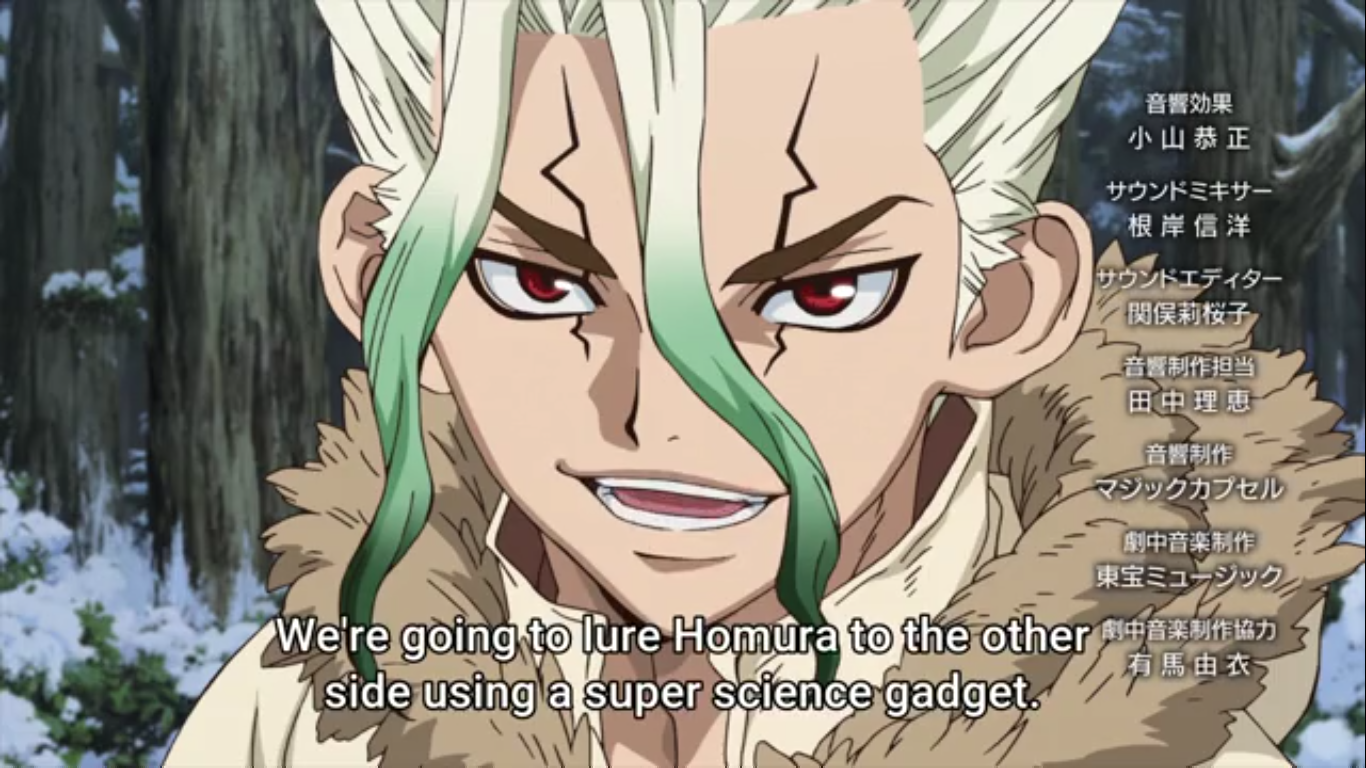 音響効果
小山恭正
サウンドミキサー
根岸信洋
サウンドエディター
関俣莉桜子
音響制作担当
田中理恵
音響制作
マジックカプセル
劇中音楽制作
東宝ミュージック
劇中音楽制作協力
有馬由衣
We're going to lure Homura to the other
side using a super science gadget.